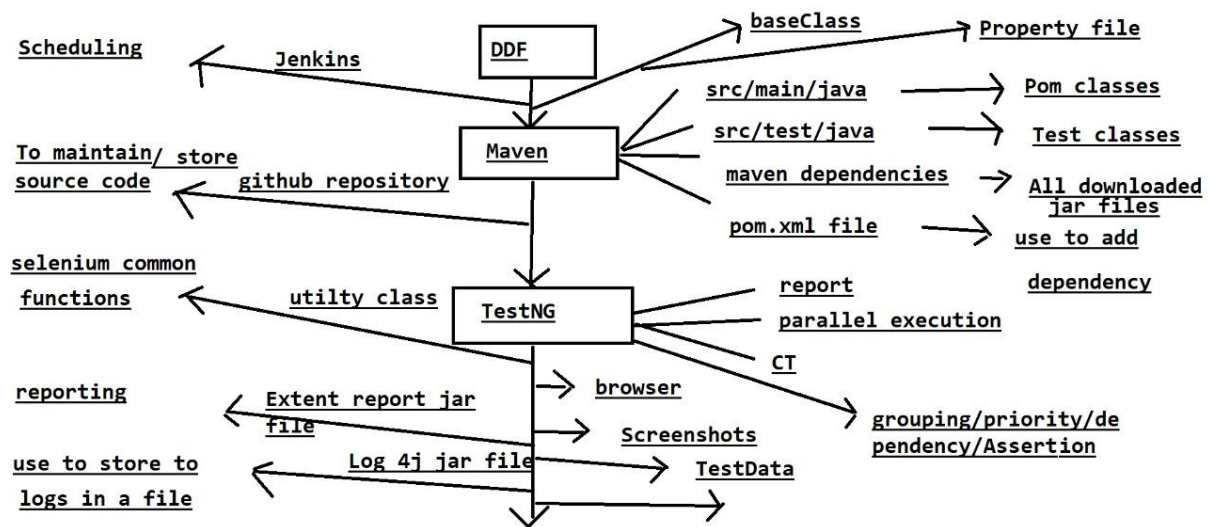 baseClass
Property file
Scheduling
Jenkins
DDF
src/main/java
Pom classes
src/test/java
Test classes
To maintain/ store
source code
github repository
Maven
maven dependencies
All downloaded
jar files
pom.xml file
use to add
dependency
selenium common
functions
utilty class
TestNG
report
parallel execution
CT
browser
reporting
Extent report jar
file
grouping/priority/de
pendency/Assertion
Screenshots
use to store to
logs in a file
Log 4j jar file
TestData